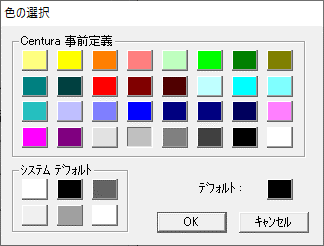 色の選択
Centura 事前定義
システム デフォルト
デフォルト :
OK
キャンセル